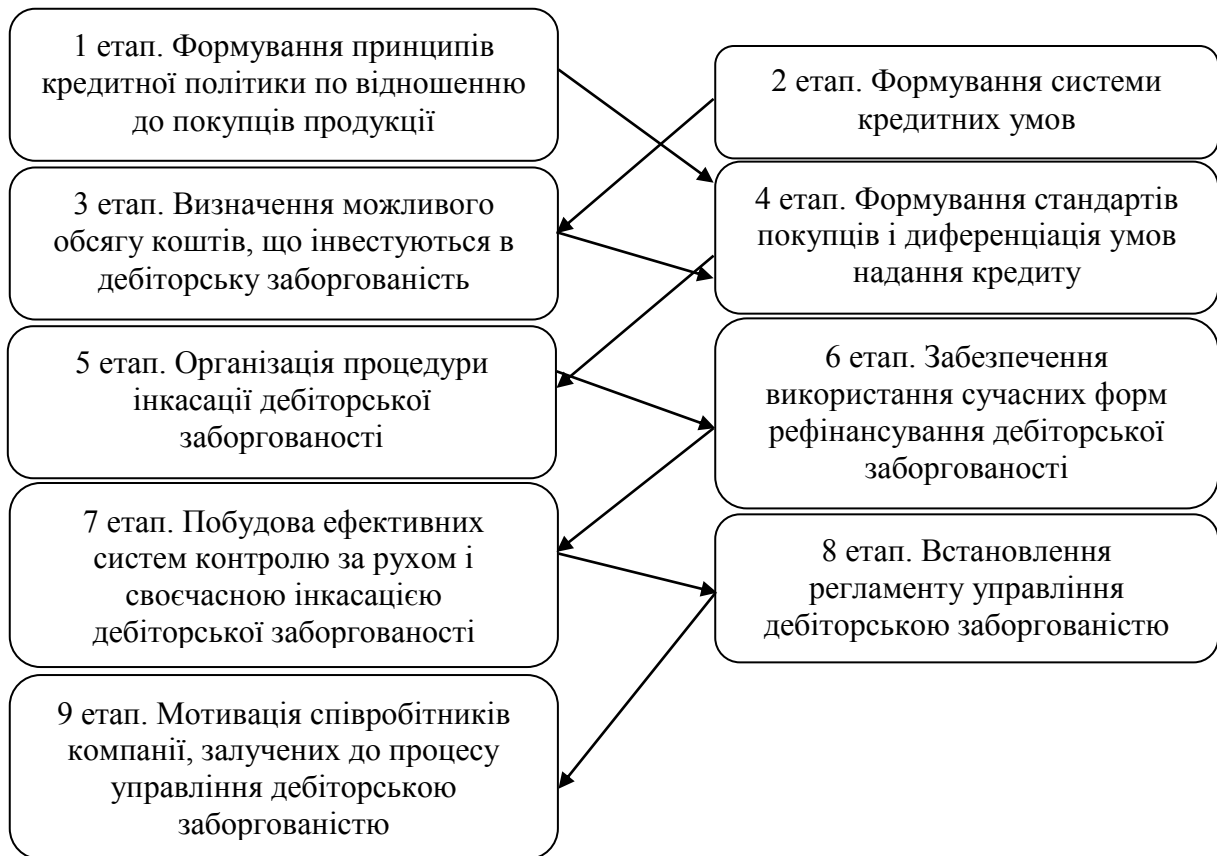 1 етап. Формування принципів
кредитної політики по відношенню
до покупців продукції
2 етап. Формування системи
кредитних умов
3 етап. Визначення можливого
обсягу коштів, що інвестуються в
дебіторську заборгованість
4 етап. Формування стандартів
покупців і диференціація умов
надання кредиту
5 етап. Організація процедури
інкасації дебіторської
заборгованості
6 етап. Забезпечення
використання сучасних форм
рефінансування дебіторської
заборгованості
7 етап. Побудова ефективних
систем контролю за рухом і
своєчасною інкасацією
дебіторської заборгованості
8 етап. Встановлення
регламенту управління
дебіторською заборгованістю
9 етап. Мотивація співробітників
компанії, залучених до процесу
управління дебіторською
заборгованістю